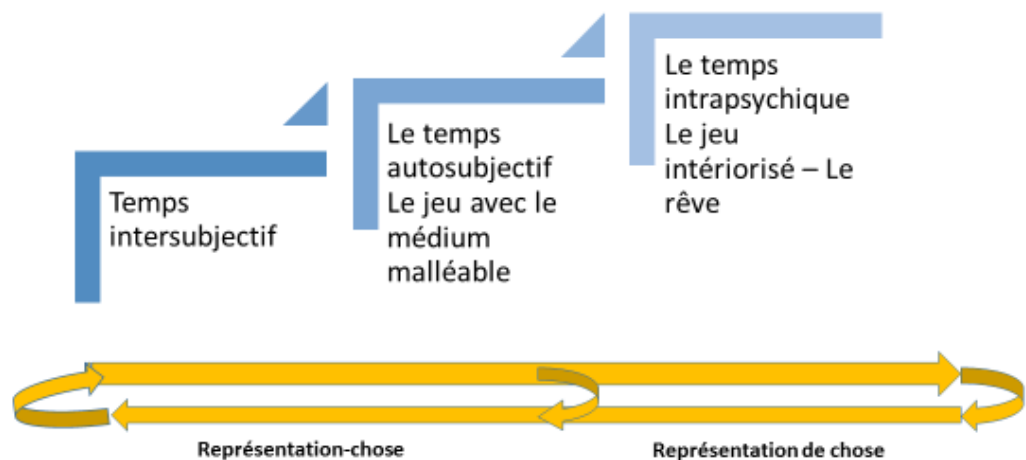 Temps
intersubjectif
Le temps
autosubjectif
Le jeu avec le
médium
malléable
Le temps
intrapsychique
Le jeu
intériorisé – Le
rêve
Représentation-chose
Représentation de chose